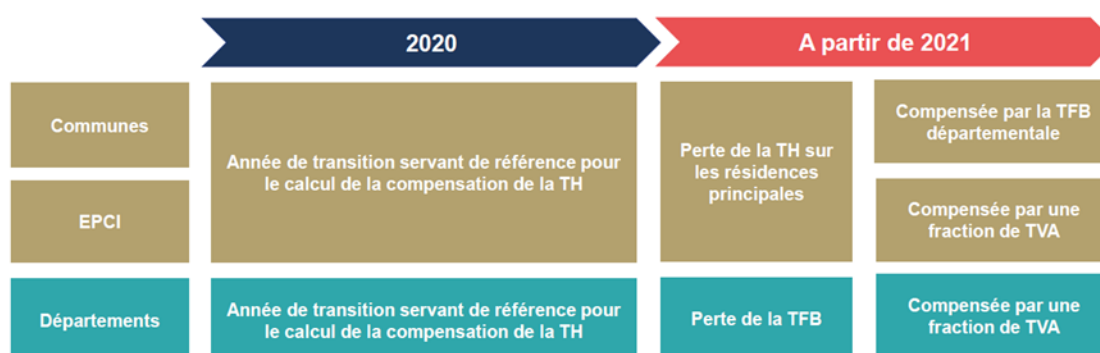 2020
A partir de 2021
Communes
Année de transition servant de référence pour
le calcul de la compensation de la TH
Perte de la TH sur
les résidences
principales
Compensée par la TFB
départementale
EPCI
Compensée par une
fraction de TVA
Départements
Année de transition servant de référence pour
le calcul de la compensation de la TH
Perte de la TFB
Compensée par une
fraction de TVA